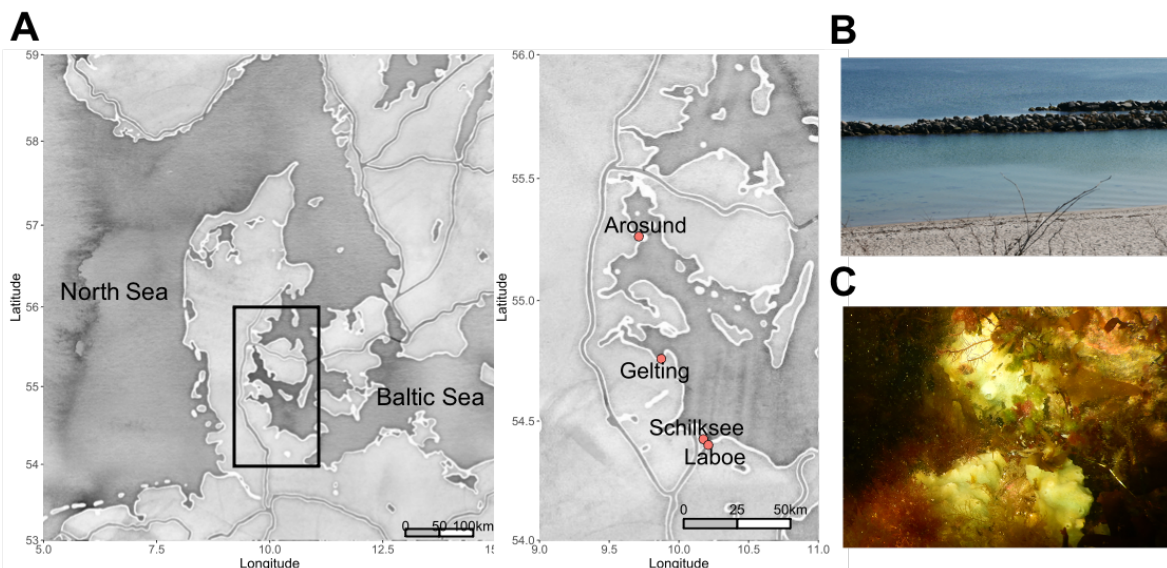 A
B
59
58
57
56
55
54
53
5.0
7.5
10.0
12.5
15
Latitude
Longitude
North Sea
Baltic Sea
0 50 100km
56.0
55.5
55.0
54.5
54.0
9.0
9.5
10.0
10.5
11.0
Latitude
Longitude
Arosund
Gelting
Schilksee
Laboe
0 25 50km
C